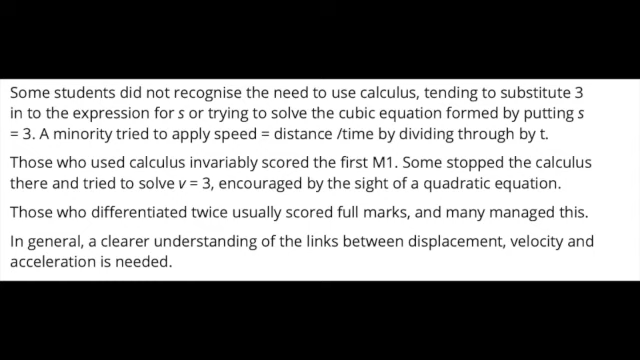 Some students did not recognise the need to use calculus, tending to substitute 3
in to the expression for s or trying to solve the cubic equation formed by putting s
= 3. A minority tried to apply speed = distance /time by dividing through by t.
Those who used calculus invariably scored the first M1. Some stopped the calculus
there and tried to solve v = 3, encouraged by the sight of a quadratic equation.
Those who differentiated twice usually scored full marks, and many managed this.
In general, a clearer understanding of the links between displacement, velocity and
acceleration is needed.